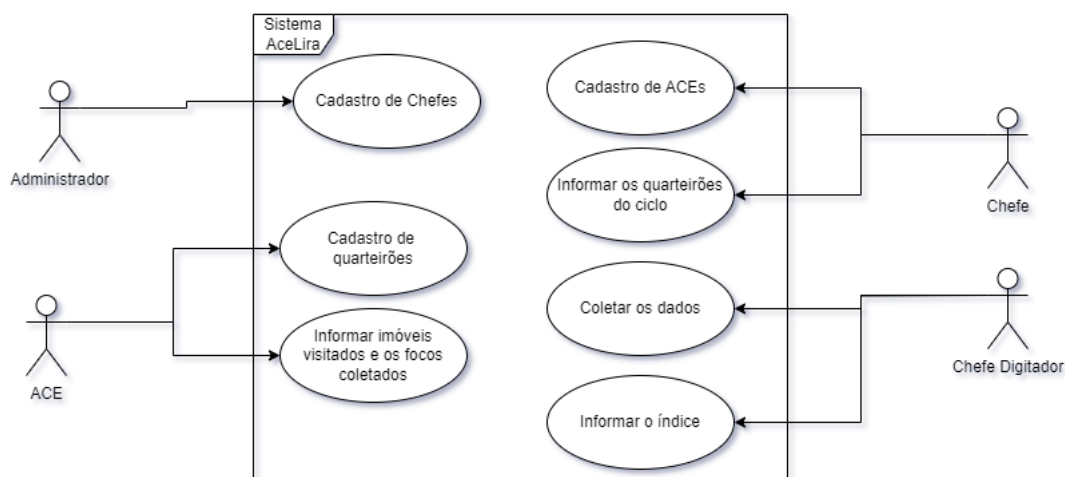 Sistema
AceLira
Cadastro de Chefes
Cadastro de ACEs
Administrador
Informar os quarteirões
do ciclo
Chefe
Cadastro de
quarteirões
Coletar os dados
Informar imóveis
visitados e os focos
coletados
ACE
Chefe Digitador
Informar o índice